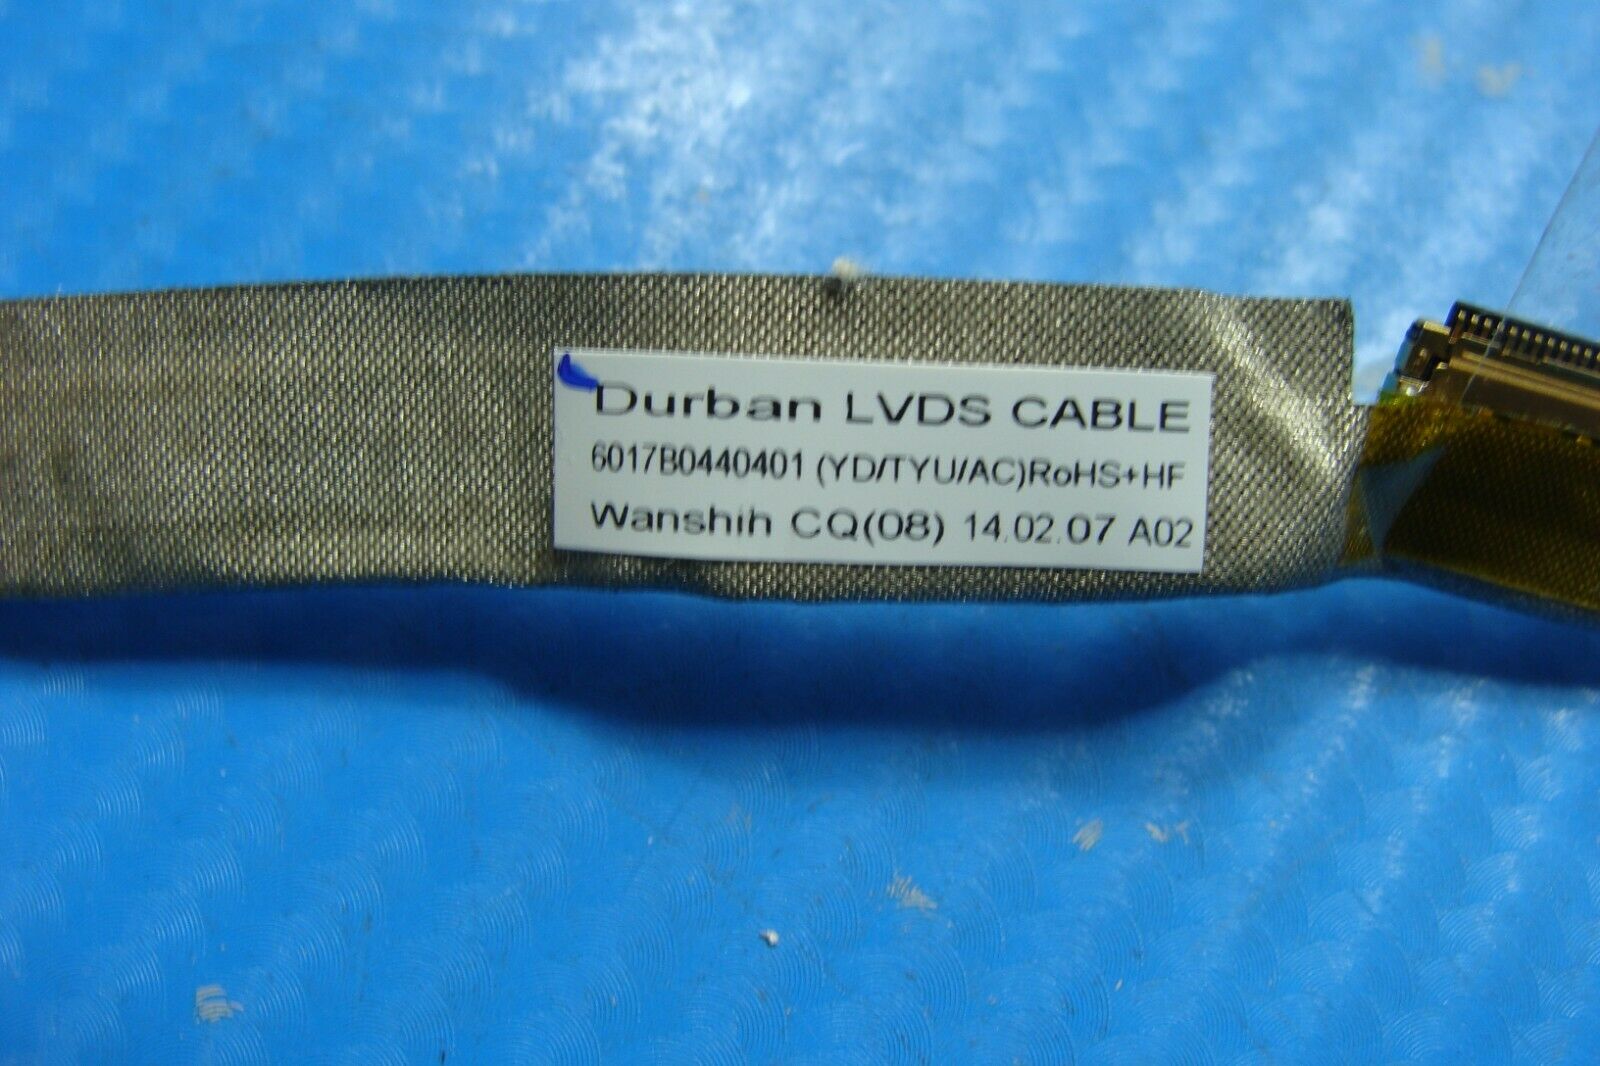 Durban LVDS CABLE
6017B0440401 (YD/TYU/AC)RoHS+HF
Wanshih CQ(08) 14.02.07 A02